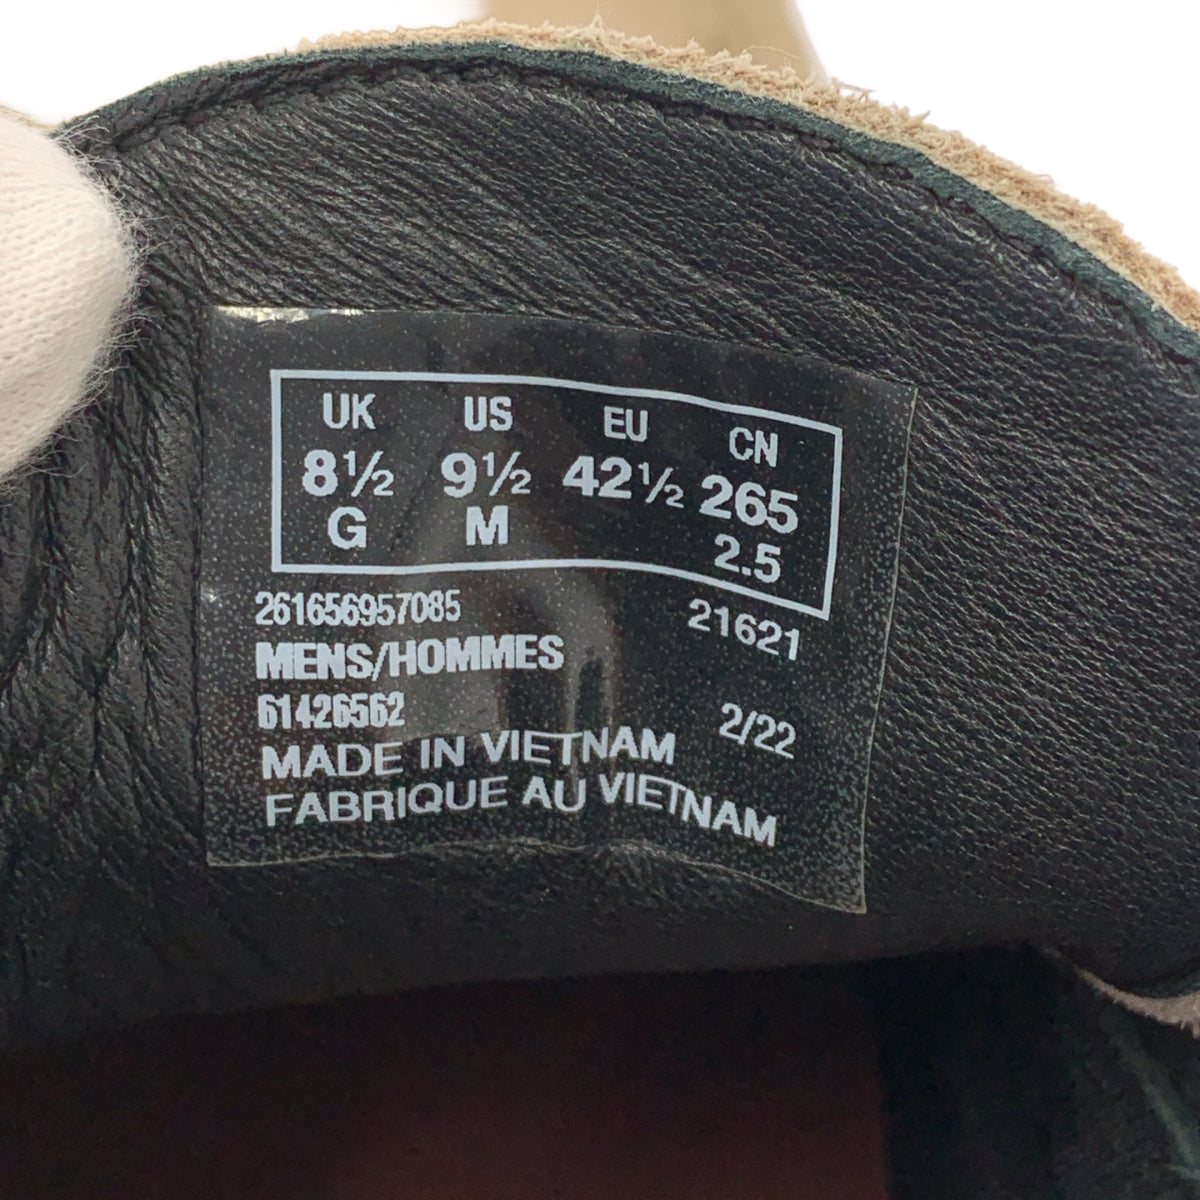 UK US EU CN
8½ 9½ 42½ 265
G M 2.5
261656957085 21621
MENS/HOMMES
61426562 2/22
MADE IN VIETNAM
FABRIQUE AU VIETNAM